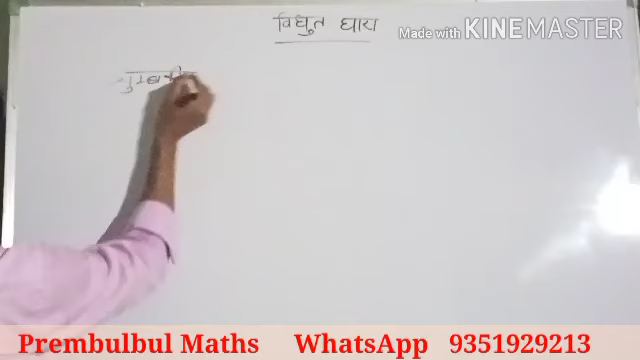 विधुत धारा
Made with KINEMASTER
Prembulbul Maths WhatsApp 9351929213